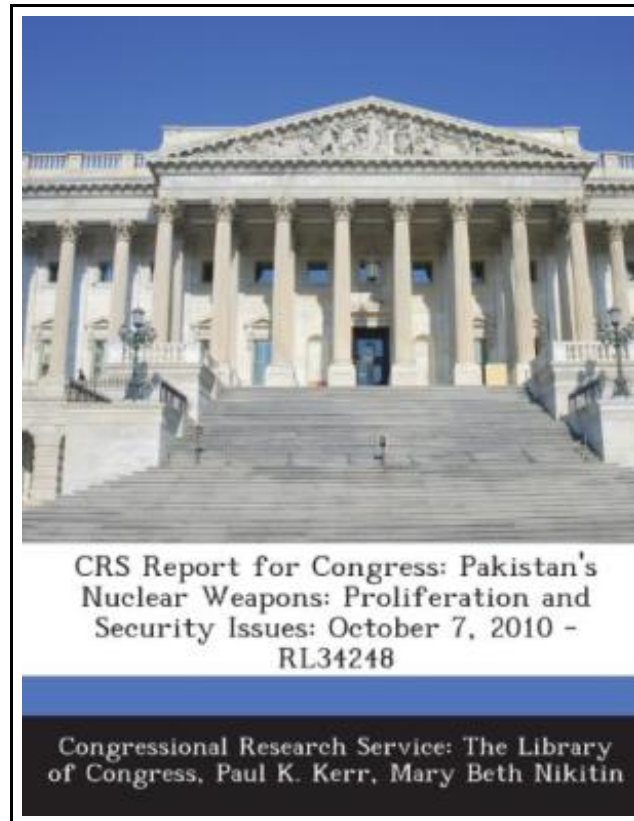 CRS Report for Congress: Pakistan's
Nuclear Weapons: Proliferation and
Security Issues: October 7, 2010 -
RL34248
Congressional Research Service: The Library
of Congress, Paul K. Kerr, Mary Beth Nikitin